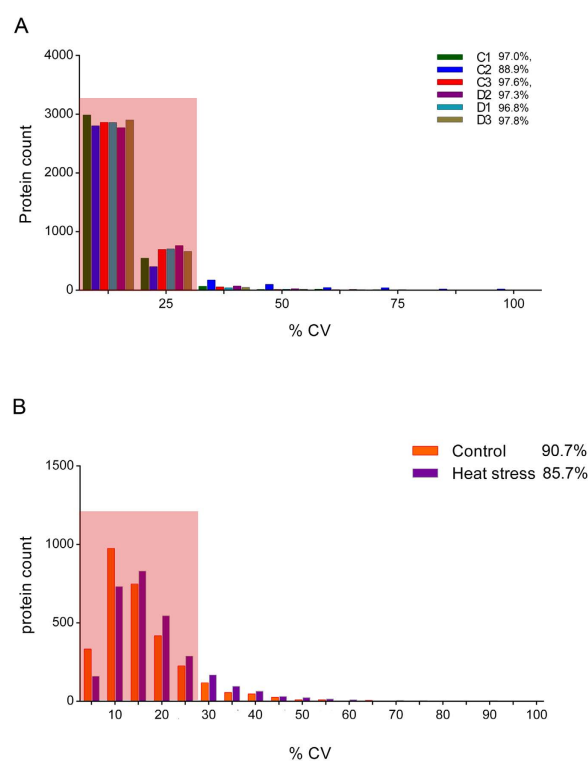 A
4000
3000
2000
1000
0
Protein count
C1 97.0%,
C2 88.9%
C3 97.6%,
D2 97.3%
D1 96.8%
D3 97.8%
25 50 75 100
% CV
B
1500
1000
500
0
protein count
Control 90.7%
Heat stress 85.7%
10 20 30 40 50 60 70 80 90 100
% CV